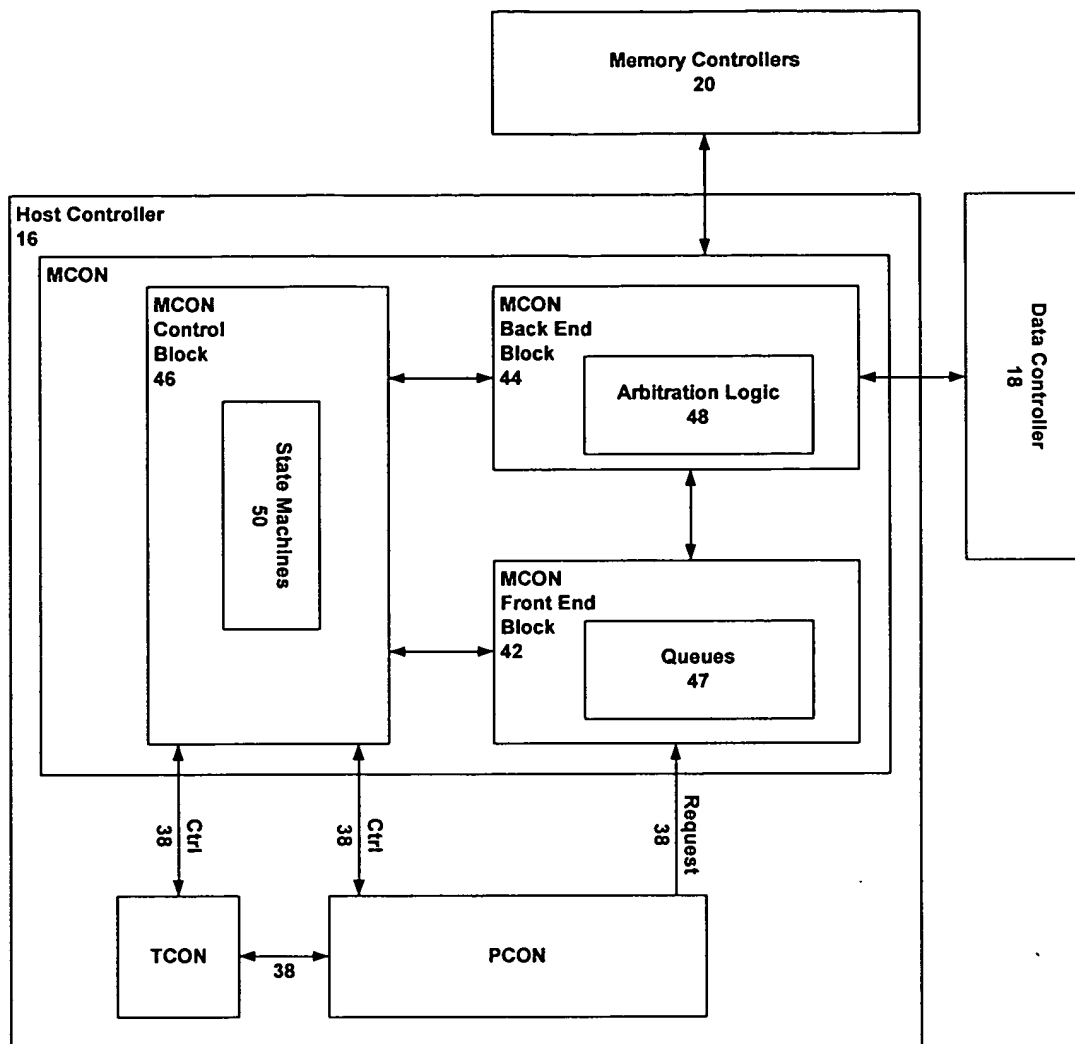 Memory Controllers
20
Host Controller
16
MCON
MCON
Control
Block
46
State Machines
50
MCON
Back End
Block
44
Arbitration Logic
48
Data Controller
18
MCON
Front End
Block
42
Queues
47
Ctrl
38
Ctrl
38
Request
38
TCON
38
PCON